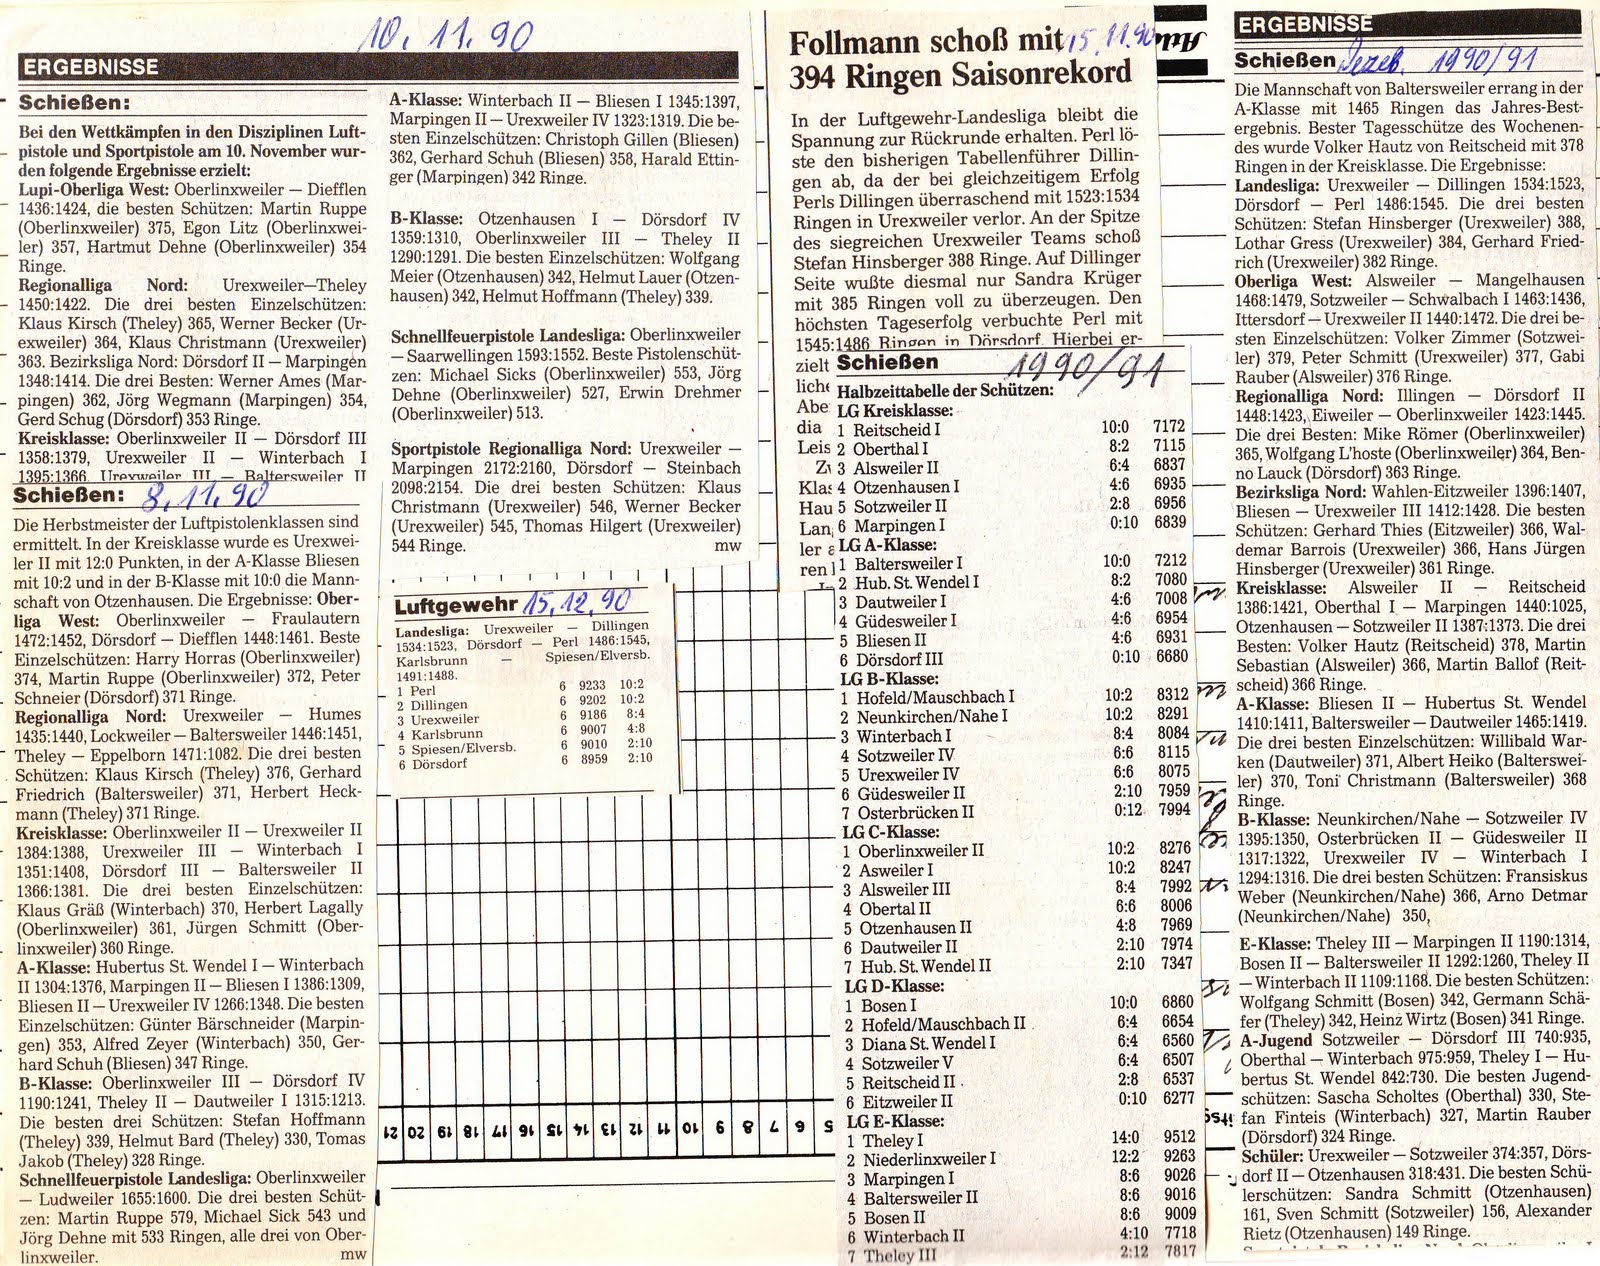 10. 11. 90
ERGEBNISSE
Schießen:
Bei den Wettkämpfen in den Disziplinen Luft-
pistole und Sportpistole am 10. November wur-
den folgende Ergebnisse erzielt:
Lupi-Oberliga West: Oberlinxweiler — Diefflen
1436:1424, die besten Schützen: Martin Ruppe
(Oberlinxweiler) 375, Egon Litz (Oberlinxwei-
ler) 357, Hartmut Dehne (Oberlinxweiler) 354
Ringe.
Regionalliga Nord: Urexweiler—Theley
1450:1422. Die drei besten Einzelschützen:
Klaus Kirsch (Theley) 365, Werner Becker (Ur-
exweiler) 364, Klaus Christmann (Urexweiler)
363. Bezirksliga Nord: Dörsdorf II — Marpingen
1348:1414. Die drei Besten: Werner Ames (Mar-
pingen) 362, Jörg Wegmann (Marpingen) 354,
Gerd Schug (Dörsdorf) 353 Ringe.
Kreisklasse: Oberlinxweiler II — Dörsdorf III
1358:1379, Urexweiler II — Winterbach I
1395:1366, Urexweiler III — Baltersweiler II
Schießen: 8. 11. 90
Die Herbstmeister der Luftpistolenklassen sind
ermittelt. In der Kreisklasse wurde es Urexwei-
ler II mit 12:0 Punkten, in der A-Klasse Bliesen
mit 10:2 und in der B-Klasse mit 10:0 die Mann-
schaft von Otzenhausen. Die Ergebnisse: Ober-
liga West: Oberlinxweiler — Fraulautern
1472:1452, Dörsdorf — Diefflen 1448:1461. Beste
Einzelschützen: Harry Horras (Oberlinxweiler)
374, Martin Ruppe (Oberlinxweiler) 372, Peter
Schneier (Dörsdorf) 371 Ringe.
Regionalliga Nord: Urexweiler — Humes
1435:1440, Lockweiler — Baltersweiler 1446:1451,
Theley — Eppelborn 1471:1082. Die drei besten
Schützen: Klaus Kirsch (Theley) 376, Gerhard
Friedrich (Baltersweiler) 371, Herbert Heck-
mann (Theley) 371 Ringe.
Kreisklasse: Oberlinxweiler II — Urexweiler II
1384:1388, Urexweiler III — Winterbach I
1351:1408, Dörsdorf III — Baltersweiler II
1366:1381. Die drei besten Einzelschützen:
Klaus Gräß (Winterbach) 370, Herbert Lagally
(Oberlinxweiler) 361, Jürgen Schmitt (Ober-
linxweiler) 360 Ringe.
A-Klasse: Hubertus St. Wendel I — Winterbach
II 1304:1376, Marpingen II — Bliesen I 1386:1309,
Bliesen II — Urexweiler IV 1266:1348. Die besten
Einzelschützen: Günter Bärschneider (Marpin-
gen) 353, Alfred Zeyer (Winterbach) 350, Ger-
hard Schuh (Bliesen) 347 Ringe.
B-Klasse: Oberlinxweiler III — Dörsdorf IV
1190:1241, Theley II — Dautweiler I 1315:1213.
Die besten drei Schützen: Stefan Hoffmann
(Theley) 339, Helmut Bard (Theley) 330, Tomas
Jakob (Theley) 328 Ringe.
Schnellfeuerpistole Landesliga: Oberlinxweiler
— Ludweiler 1655:1600. Die drei besten Schüt-
zen: Martin Ruppe 579, Michael Sick 543 und
Jörg Dehne mit 533 Ringen, alle drei von Ober-
linxweiler. mw
A-Klasse: Winterbach II — Bliesen I 1345:1397,
Marpingen II — Urexweiler IV 1323:1319. Die be-
sten Einzelschützen: Christoph Gillen (Bliesen)
362, Gerhard Schuh (Bliesen) 358, Harald Ettin-
ger (Marpingen) 342 Ringe.
B-Klasse: Otzenhausen I — Dörsdorf IV
1359:1310, Oberlinxweiler III — Theley II
1290:1291. Die besten Einzelschützen: Wolfgang
Meier (Otzenhausen) 342, Helmut Lauer (Otzen-
hausen) 342, Helmut Hoffmann (Theley) 339.
Schnellfeuerpistole Landesliga: Oberlinxweiler
— Saarwellingen 1593:1552. Beste Pistolenschüt-
zen: Michael Sicks (Oberlinxweiler) 553, Jörg
Dehne (Oberlinxweiler) 527, Erwin Drehmer
(Oberlinxweiler) 513.
Sportpistole Regionalliga Nord: Urexweiler —
Marpingen 2172:2160, Dörsdorf — Steinbach
2098:2154. Die drei besten Schützen: Klaus
Christmann (Urexweiler) 546, Werner Becker
(Urexweiler) 545, Thomas Hilgert (Urexweiler)
544 Ringe. mw
Luftgewehr 15. 12. 90
Landesliga: Urexweiler — Dillingen
1534:1523, Dörsdorf — Perl 1486:1545,
Karlsbrunn — Spiesen/Elversb.
1491:1488.
1 Perl 6 9233 10:2
2 Dillingen 6 9202 10:2
3 Urexweiler 6 9186 8:4
4 Karlsbrunn 6 9007 4:8
5 Spiesen/Elversb. 6 9010 2:10
6 Dörsdorf 6 8959 2:10
21 20 19 18 17 16 15 14 13 12 11 10 9 8 7 6 5
Follmann schoß mit 15. 11. 90
394 Ringen Saisonrekord
In der Luftgewehr-Landesliga bleibt die
Spannung zur Rückrunde erhalten. Perl lö-
ste den bisherigen Tabellenführer Dillin-
gen ab, da der bei gleichzeitigem Erfolg
Perls Dillingen überraschend mit 1523:1534
Ringen in Urexweiler verlor. An der Spitze
des siegreichen Urexweiler Teams schoß
Stefan Hinsberger 388 Ringe. Auf Dillinger
Seite wußte diesmal nur Sandra Krüger
mit 385 Ringen voll zu überzeugen. Den
höchsten Tageserfolg verbuchte Perl mit
1545:1486 Ringen in Dörsdorf. Hierbei er-
zielt
liche
Abe
dia
Leis
Zw
Klas
Hau
Lan
ler a
ren l
Schießen 1990/91
Halbzeittabelle der Schützen:
LG Kreisklasse:
1 Reitscheid I 10:0 7172
2 Oberthal I 8:2 7115
3 Alsweiler II 6:4 6837
4 Otzenhausen I 4:6 6935
5 Sotzweiler II 2:8 6956
6 Marpingen I 0:10 6839
LG A-Klasse:
1 Baltersweiler I 10:0 7212
2 Hub. St. Wendel I 8:2 7080
3 Dautweiler I 4:6 7008
4 Güdesweiler I 4:6 6954
5 Bliesen II 4:6 6931
6 Dörsdorf III 0:10 6680
LG B-Klasse:
1 Hofeld/Mauschbach I 10:2 8312
2 Neunkirchen/Nahe I 10:2 8291
3 Winterbach I 8:4 8084
4 Sotzweiler IV 6:6 8115
5 Urexweiler IV 6:6 8075
6 Güdesweiler II 2:10 7959
7 Osterbrücken II 0:12 7994
LG C-Klasse:
1 Oberlinxweiler II 10:2 8276
2 Asweiler I 10:2 8247
3 Alsweiler III 8:4 7992
4 Obertal II 6:6 8006
5 Otzenhausen II 4:8 7969
6 Dautweiler II 2:10 7974
7 Hub. St. Wendel II 2:10 7347
LG D-Klasse:
1 Bosen I 10:0 6860
2 Hofeld/Mauschbach II 6:4 6654
3 Diana St. Wendel I 6:4 6560
4 Sotzweiler V 6:4 6507
5 Reitscheid II 2:8 6537
6 Eitzweiler II 0:10 6277
LG E-Klasse:
1 Theley I 14:0 9512
2 Niederlinxweiler I 12:2 9263
3 Marpingen I 8:6 9026
4 Baltersweiler II 8:6 9016
5 Bosen II 8:6 9009
6 Winterbach II 4:10 7718
7 Theley III 2:12 7817
ERGEBNISSE
Schießen Dezeb. 1990/91
Die Mannschaft von Baltersweiler errang in der
A-Klasse mit 1465 Ringen das Jahres-Best-
ergebnis. Bester Tagesschütze des Wochenen-
des wurde Volker Hautz von Reitscheid mit 378
Ringen in der Kreisklasse. Die Ergebnisse:
Landesliga: Urexweiler — Dillingen 1534:1523,
Dörsdorf — Perl 1486:1545. Die drei besten
Schützen: Stefan Hinsberger (Urexweiler) 388,
Lothar Gress (Urexweiler) 384, Gerhard Fried-
rich (Urexweiler) 382 Ringe.
Oberliga West: Alsweiler — Mangelhausen
1468:1479, Sotzweiler — Schwalbach I 1463:1436,
Ittersdorf — Urexweiler II 1440:1472. Die drei be-
sten Einzelschützen: Volker Zimmer (Sotzwei-
ler) 379, Peter Schmitt (Urexweiler) 377, Gabi
Rauber (Alsweiler) 376 Ringe.
Regionalliga Nord: Illingen — Dörsdorf II
1448:1423, Eiweiler — Oberlinxweiler 1423:1445.
Die drei Besten: Mike Römer (Oberlinxweiler)
365, Wolfgang L'hoste (Oberlinxweiler) 364, Ben-
no Lauck (Dörsdorf) 363 Ringe.
Bezirksliga Nord: Wahlen-Eitzweiler 1396:1407,
Bliesen — Urexweiler III 1412:1428. Die besten
Schützen: Gerhard Thies (Eitzweiler) 366, Wal-
demar Barrois (Urexweiler) 366, Hans Jürgen
Hinsberger (Urexweiler) 361 Ringe.
Kreisklasse: Alsweiler II — Reitscheid
1386:1421, Oberthal I — Marpingen 1440:1025,
Otzenhausen — Sotzweiler II 1387:1373. Die drei
Besten: Volker Hautz (Reitscheid) 378, Martin
Sebastian (Alsweiler) 366, Martin Ballof (Reit-
scheid) 366 Ringe.
A-Klasse: Bliesen II — Hubertus St. Wendel
1410:1411, Baltersweiler — Dautweiler 1465:1419.
Die drei besten Einzelschützen: Willibald War-
ken (Dautweiler) 371, Albert Heiko (Balterswei-
ler) 370, Toni Christmann (Baltersweiler) 368
Ringe.
B-Klasse: Neunkirchen/Nahe — Sotzweiler IV
1395:1350, Osterbrücken II — Güdesweiler II
1317:1322, Urexweiler IV — Winterbach I
1294:1316. Die drei besten Schützen: Fransiskus
Weber (Neunkirchen/Nahe) 366, Arno Detmar
(Neunkirchen/Nahe) 350,
E-Klasse: Theley III — Marpingen II 1190:1314,
Bosen II — Baltersweiler II 1292:1260, Theley II
— Winterbach II 1109:1168. Die besten Schützen:
Wolfgang Schmitt (Bosen) 342, Germann Schä-
fer (Theley) 342, Heinz Wirtz (Bosen) 341 Ringe.
A-Jugend Sotzweiler — Dörsdorf III 740:935,
Oberthal — Winterbach 975:959, Theley I — Hu-
bertus St. Wendel 842:730. Die besten Jugend-
schützen: Sascha Scholtes (Oberthal) 330, Ste-
fan Finteis (Winterbach) 327, Martin Rauber
(Dörsdorf) 324 Ringe.
Schüler: Urexweiler — Sotzweiler 374:357, Dörs-
dorf II — Otzenhausen 318:431. Die besten Schü-
lerschützen: Sandra Schmitt (Otzenhausen)
161, Sven Schmitt (Sotzweiler) 156, Alexander
Rietz (Otzenhausen) 149 Ringe.